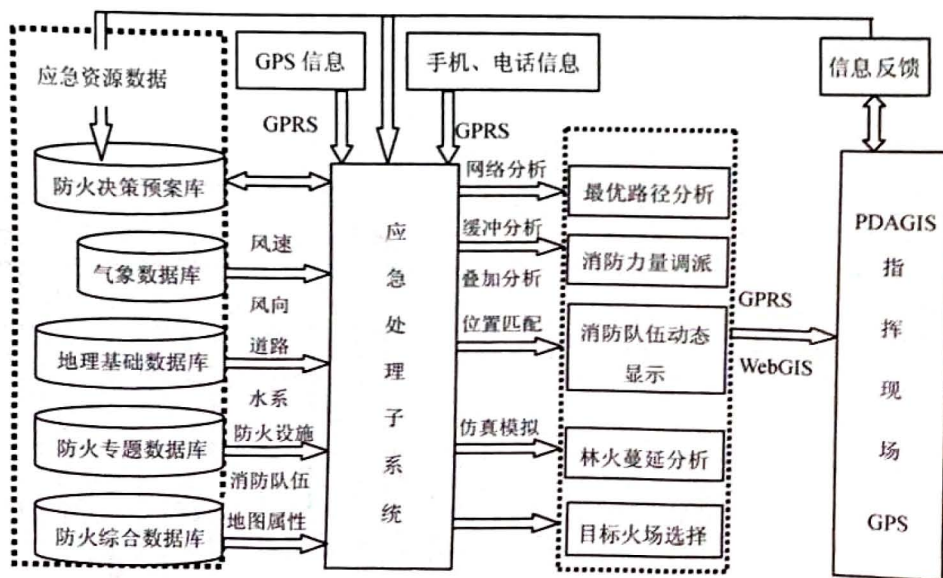 应急资源数据
GPS 信息
手机、电话信息
信息反馈
GPRS
GPRS
防火决策预案库
气象数据库
地理基础数据库
防火专题数据库
防火综合数据库
风速
风向
道路
水系
防火设施
消防队伍
地图属性
应急处理子系统
网络分析
缓冲分析
叠加分析
位置匹配
仿真模拟
最优路径分析
消防力量调派
消防队伍动态
显示
林火蔓延分析
目标火场选择
GPRS
WebGIS
PDAGIS
指
挥
现
场
GPS